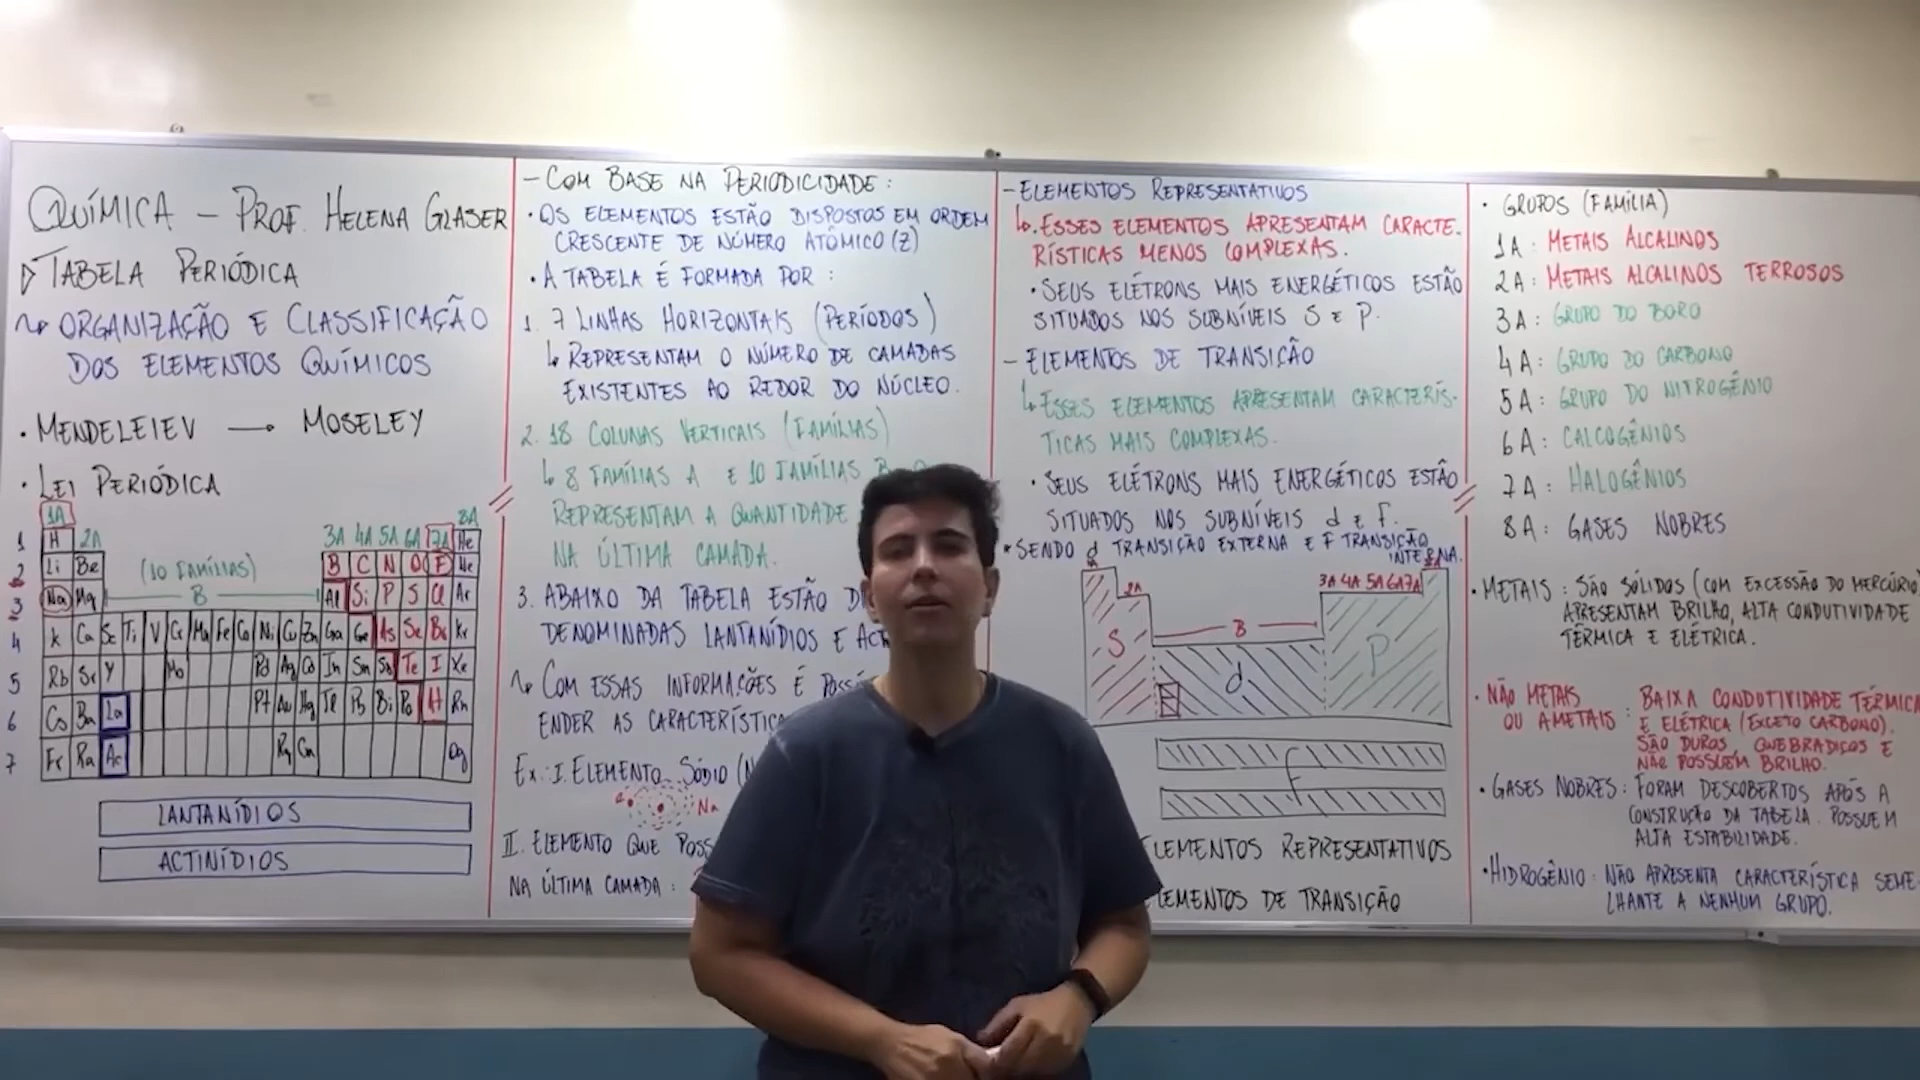 QUÍMICA – PROF. HELENA GLASER
TABELA PERIÓDICA
ORGANIZAÇÃO E CLASSIFICAÇÃO
DOS ELEMENTOS QUÍMICOS
• MENDELEIEV → MOSELEY
• LEI PERIÓDICA
1A 8A
2A 3A 4A 5A 6A 7A
1 H He
2 Li Be (10 FAMÍLIAS) B C N O F Ne
3 Na Mg B Al Si P S Cl Ar
4 K Ca Sc Ti V Cr Mn Fe Co Ni Cu Zn Ga Ge As Se Br Kr
5 Rb Sr Y Mo Pd Ag Cd In Sn Sb Te I Xe
6 Cs Ba La Pt Au Hg Tl Pb Bi Po At Rn
7 Fr Ra Ac Rg Cn Og
LANTANÍDIOS
ACTINÍDIOS
– COM BASE NA PERIODICIDADE:
• OS ELEMENTOS ESTÃO DISPOSTOS EM ORDEM
CRESCENTE DE NÚMERO ATÔMICO (Z)
• A TABELA É FORMADA POR:
1. 7 LINHAS HORIZONTAIS (PERÍODOS)
REPRESENTAM O NÚMERO DE CAMADAS
EXISTENTES AO REDOR DO NÚCLEO.
2. 18 COLUNAS VERTICAIS (FAMÍLIAS)
8 FAMÍLIAS A E 10 FAMÍLIAS B
REPRESENTAM A QUANTIDADE
NA ÚLTIMA CAMADA.
3. ABAIXO DA TABELA ESTÃO
DENOMINADAS LANTANÍDIOS E
COM ESSAS INFORMAÇÕES É
ENDER AS
Ex: I. ELEMENTO SÓDIO
Na
II. ELEMENTO QUE
NA ÚLTIMA CAMADA:
– ELEMENTOS REPRESENTATIVOS
ESSES ELEMENTOS APRESENTAM CARACTE-
RÍSTICAS MENOS COMPLEXAS.
• SEUS ELÉTRONS MAIS ENERGÉTICOS ESTÃO
SITUADOS NOS SUBNÍVEIS S E P.
– ELEMENTOS DE TRANSIÇÃO
ESSES ELEMENTOS APRESENTAM CARACTERÍS-
TICAS MAIS COMPLEXAS.
• SEUS ELÉTRONS MAIS ENERGÉTICOS ESTÃO
SITUADOS NOS SUBNÍVEIS d E F.
* SENDO d TRANSIÇÃO EXTERNA E F TRANSIÇÃO
INTERNA.
2A 3A 4A 5A 6A 7A
B
S d P
F
LEMENTOS REPRESENTATIVOS
LEMENTOS DE TRANSIÇÃO
• GRUPOS (FAMÍLIA)
1A: METAIS ALCALINOS
2A: METAIS ALCALINOS TERROSOS
3A: GRUPO DO BORO
4A: GRUPO DO CARBONO
5A: GRUPO DO NITROGÊNIO
6A: CALCOGÊNIOS
7A: HALOGÊNIOS
8A: GASES NOBRES
• METAIS: SÃO SÓLIDOS (COM EXCESSÃO DO MERCÚRIO)
APRESENTAM BRILHO, ALTA CONDUTIVIDADE
TÉRMICA E ELÉTRICA.
• NÃO METAIS BAIXA CONDUTIVIDADE TÉRMICA
OU AMETAIS: E ELÉTRICA (EXCETO CARBONO).
SÃO DUROS, QUEBRADIÇOS E
NÃO POSSUEM BRILHO.
• GASES NOBRES: FORAM DESCOBERTOS APÓS A
CONSTRUÇÃO DA TABELA. POSSUEM
ALTA ESTABILIDADE.
• HIDROGÊNIO: NÃO APRESENTA CARACTERÍSTICA SEME-
LHANTE A NENHUM GRUPO.